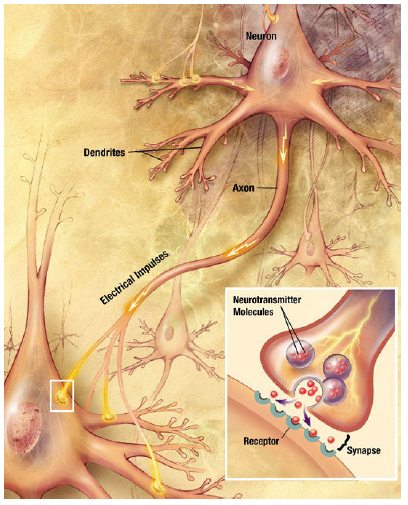 Neuron
Dendrites
Axon
Electrical Impulses
Neurotransmitter
Molecules
Receptor
Synapse